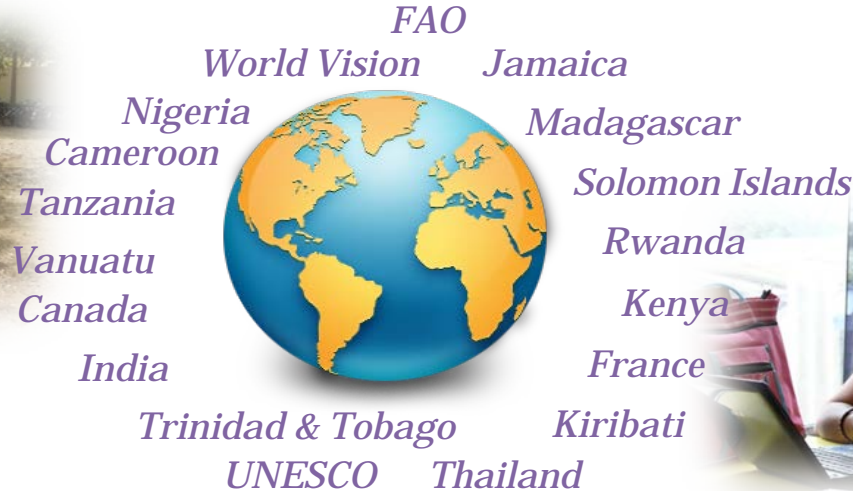 FAO
World Vision Jamaica
Nigeria Madagascar
Cameroon
Solomon Islands
Tanzania
Rwanda
Vanuatu
Canada Kenya
India France
Trinidad & Tobago Kiribati
UNESCO Thailand